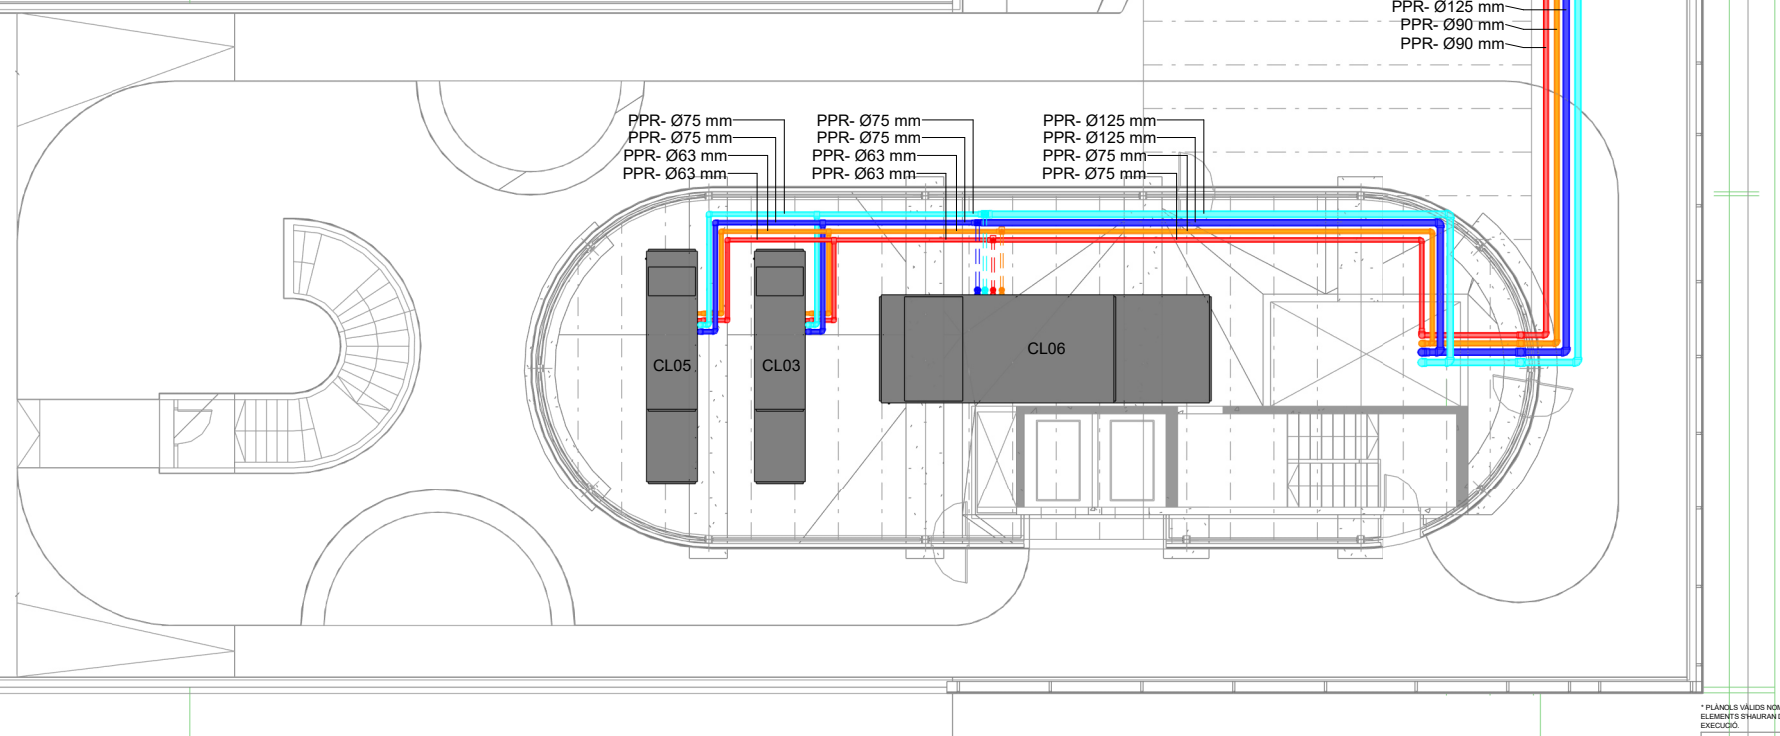 PPR- Ø125 mm
PPR- Ø90 mm
PPR- Ø90 mm
PPR- Ø75 mm
PPR- Ø75 mm
PPR- Ø63 mm
PPR- Ø63 mm
PPR- Ø75 mm
PPR- Ø75 mm
PPR- Ø63 mm
PPR- Ø63 mm
PPR- Ø125 mm
PPR- Ø125 mm
PPR- Ø75 mm
PPR- Ø75 mm
CL05
CL03
CL06
* PLÀNOLS VÀLIDS
ELEMENTS S'HAURAN
EXECUCIÓ.